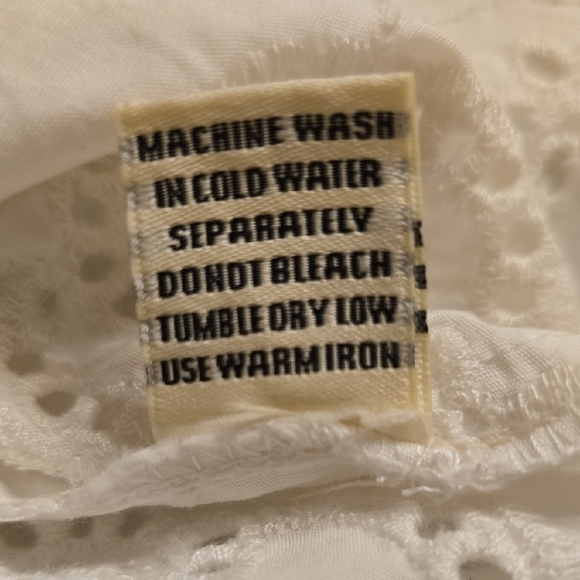 MACHINE WASH
IN COLD WATER
SEPARATELY
DO NOT BLEACH
TUMBLE DRY LOW
USE WARM IRON